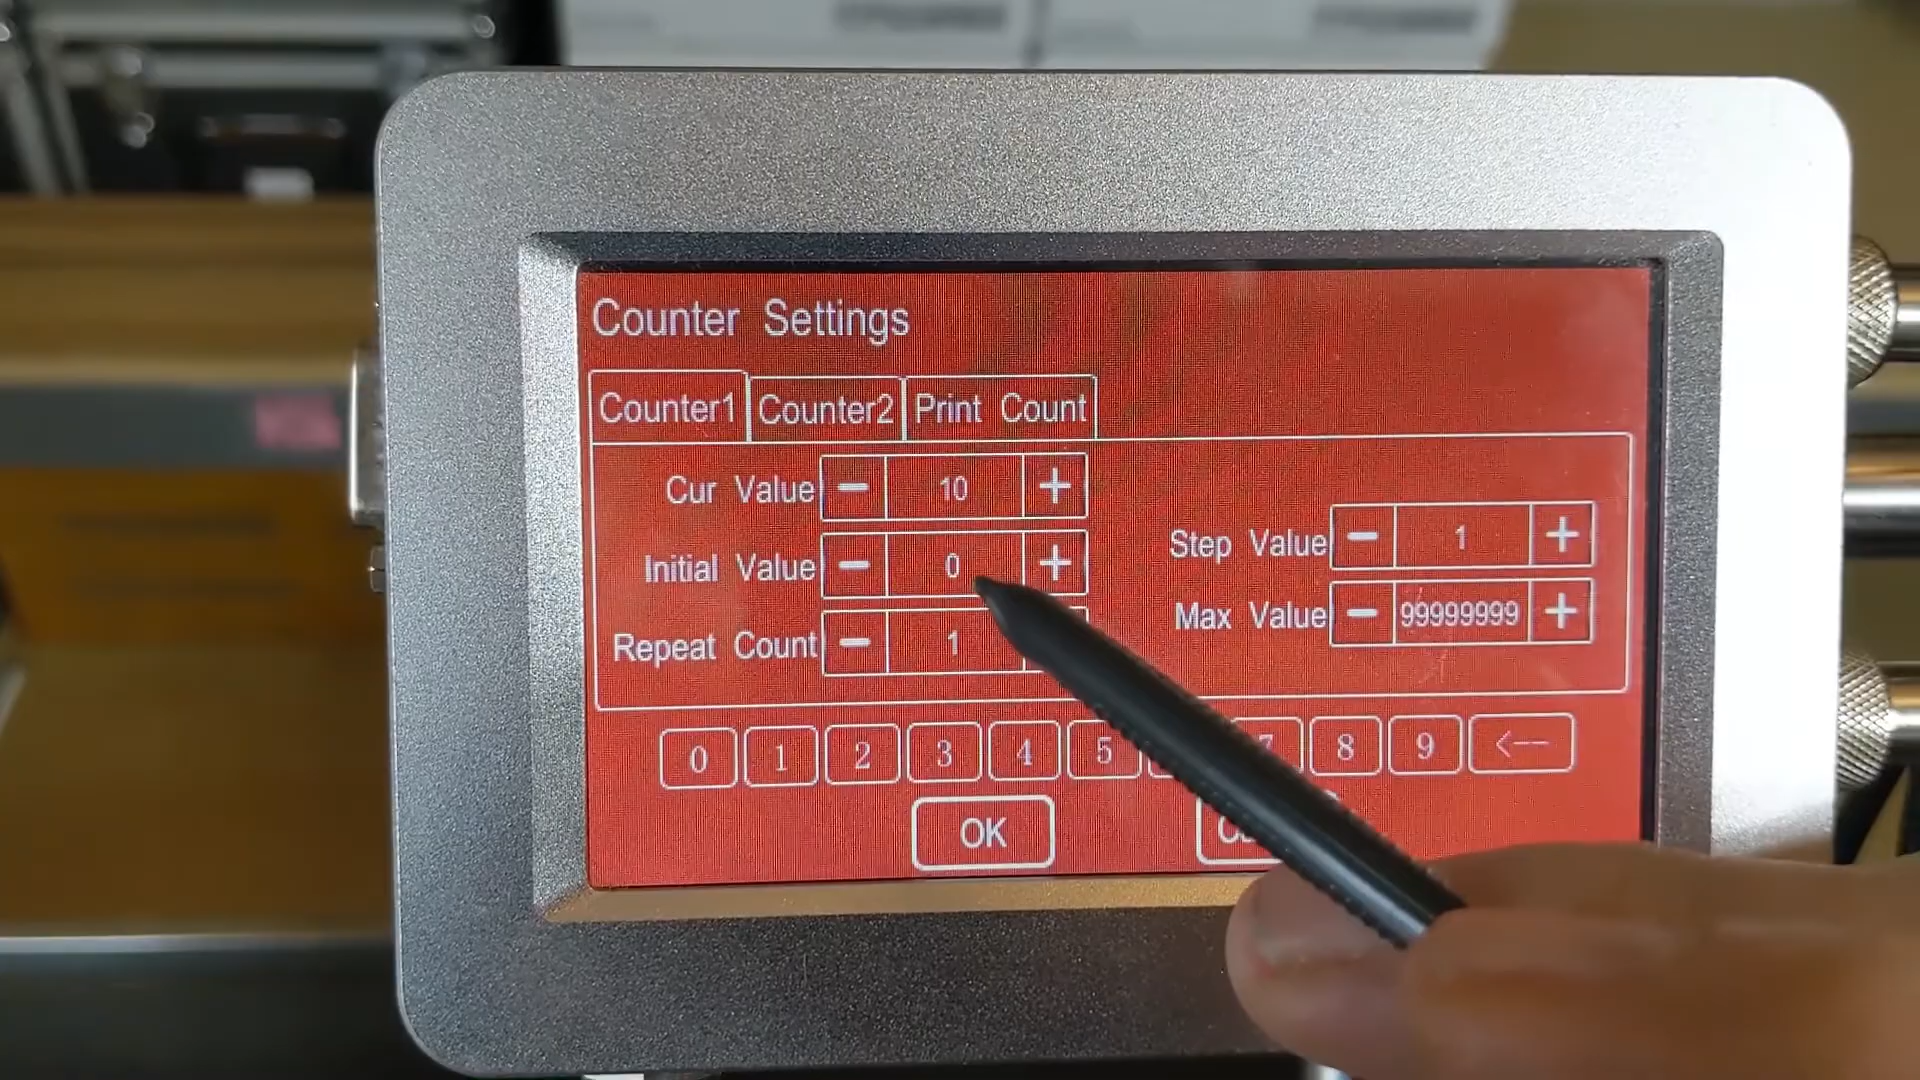 Counter Settings
Counter1 Counter2 Print Count
Cur Value − 10 +
Initial Value − 0 +
Repeat Count − 1
Step Value − 1 +
Max Value − 99999999 +
0 1 2 3 4 5 7 8 9 <--
OK